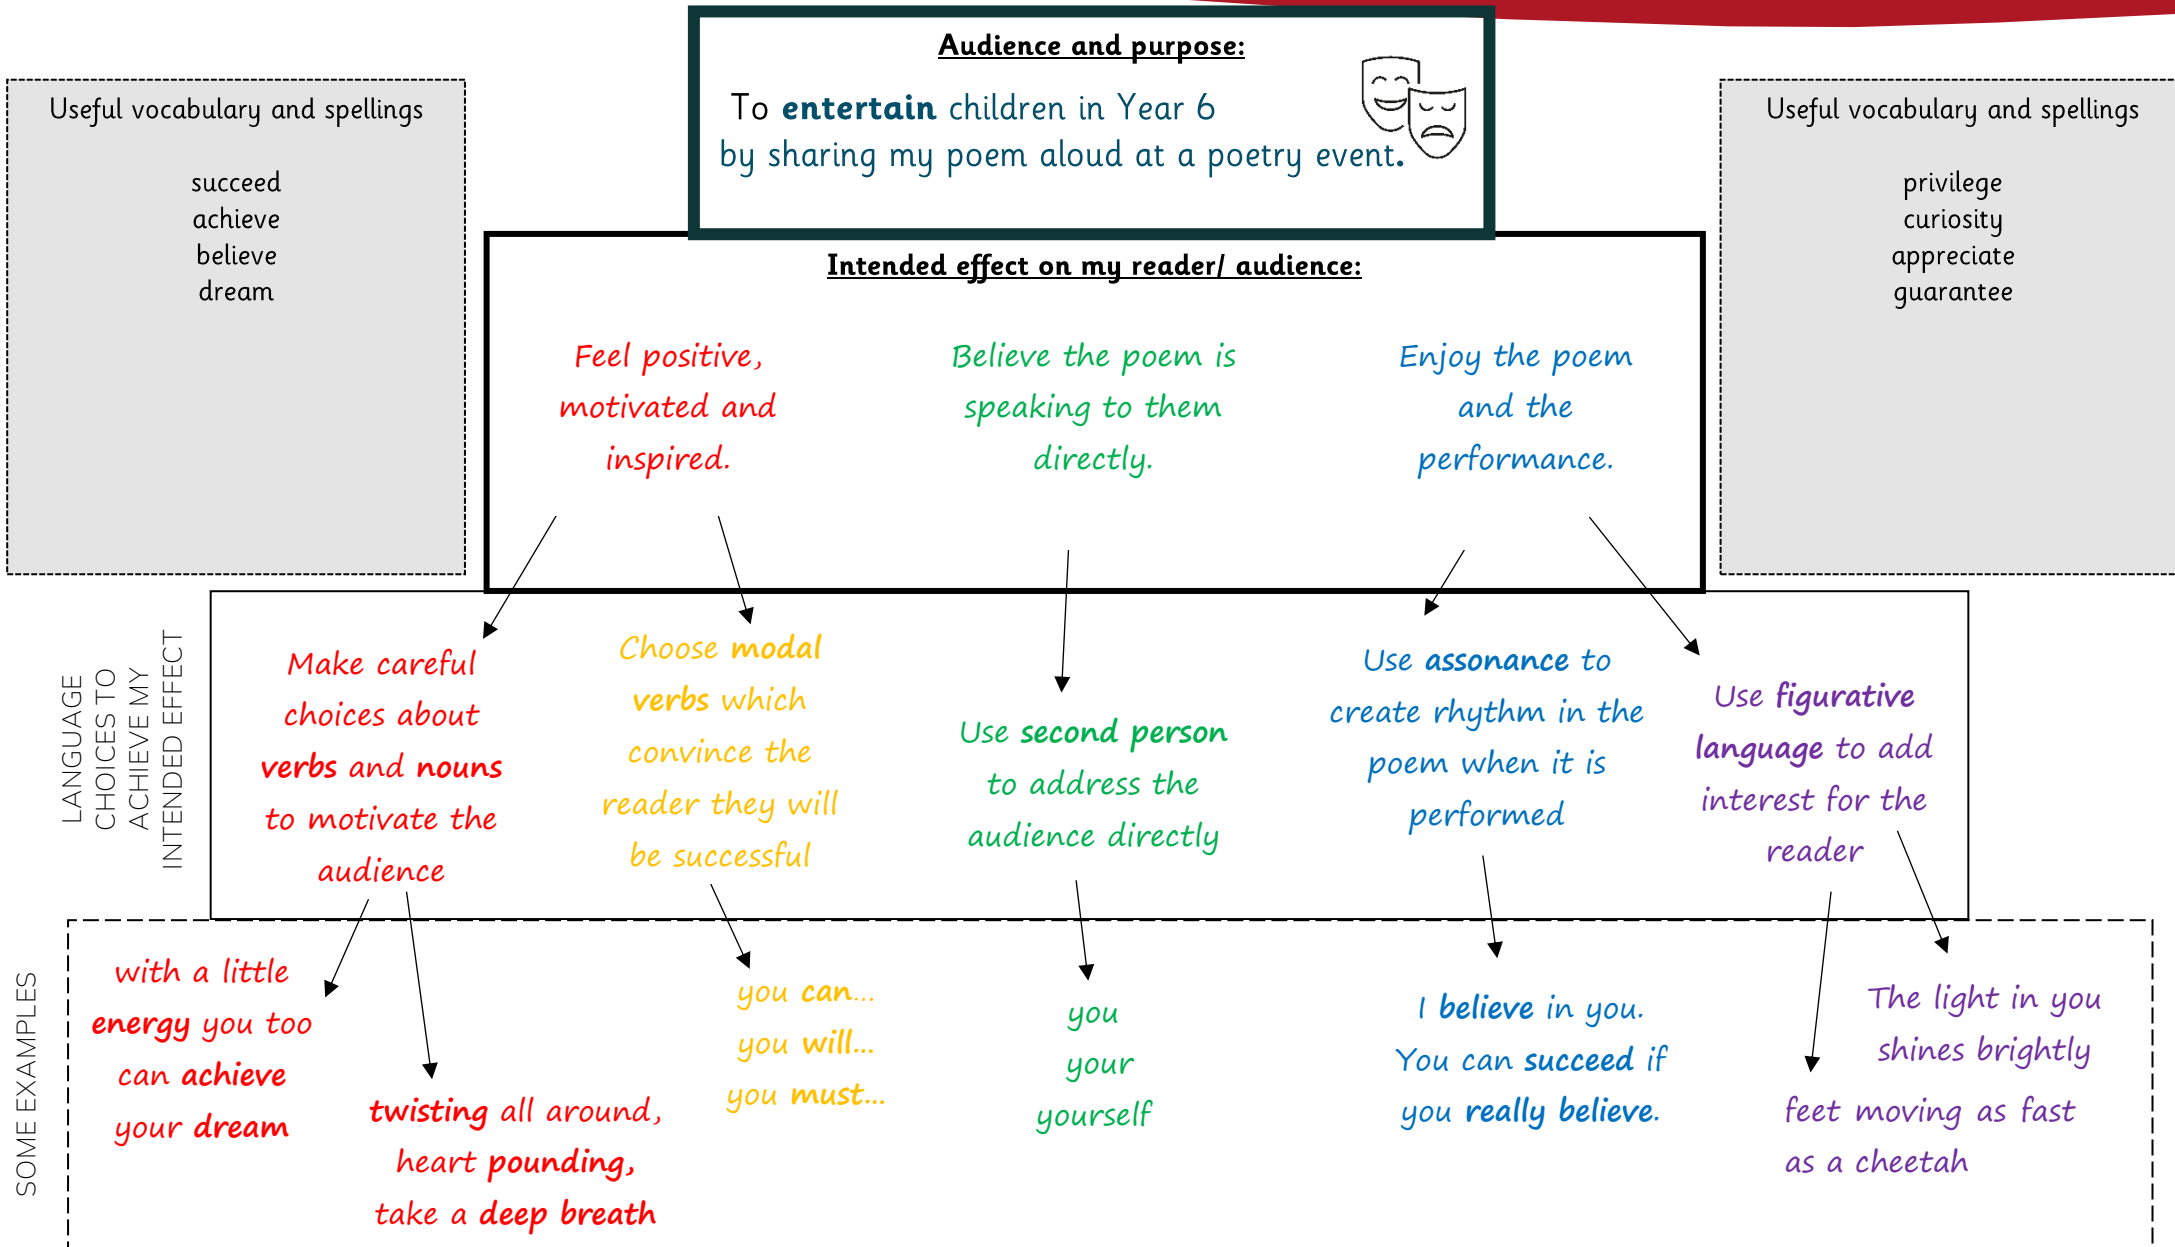 Audience and purpose:
To entertain children in Year 6
by sharing my poem aloud at a poetry event.
Useful vocabulary and spellings
succeed
achieve
believe
dream
Useful vocabulary and spellings
privilege
curiosity
appreciate
guarantee
Intended effect on my reader/ audience:
Feel positive,
motivated and
inspired.
Believe the poem is
speaking to them
directly.
Enjoy the poem
and the
performance.
LANGUAGE
CHOICES TO
ACHIEVE MY
INTENDED EFFECT
Make careful
choices about
verbs and nouns
to motivate the
audience
Choose modal
verbs which
convince the
reader they will
be successful
Use second person
to address the
audience directly
Use assonance to
create rhythm in the
poem when it is
performed
Use figurative
language to add
interest for the
reader
SOME EXAMPLES
with a little
energy you too
can achieve
your dream
twisting all around,
heart pounding,
take a deep breath
you can...
you will...
you must...
you
your
yourself
I believe in you.
You can succeed if
you really believe.
The light in you
shines brightly
feet moving as fast
as a cheetah